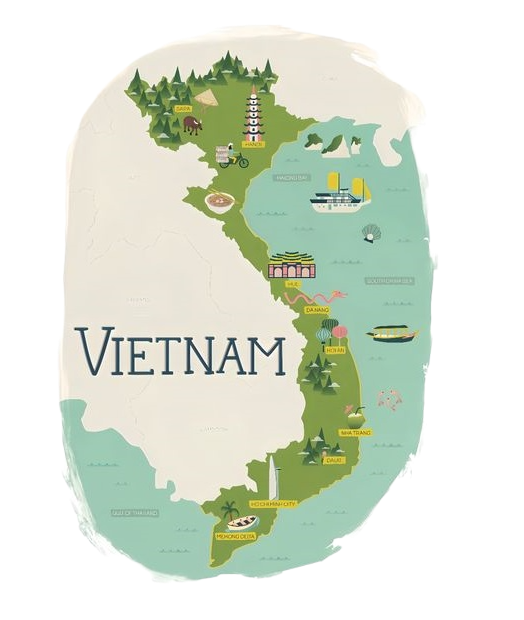 SAPA
HANOI
HALONG BAY
HUE
SOUTH CHINA SEA
DA NANG
HOI AN
VIETNAM
NHA TRANG
DALAT
HO CHI MINH CITY
GULF OF THAILAND
MEKONG DELTA